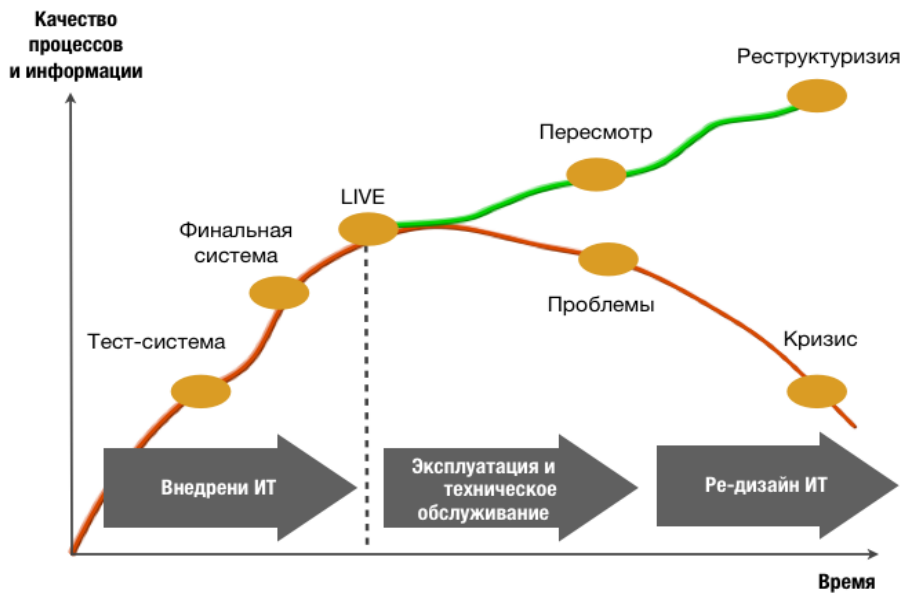 Качество
процессов
и информации
Реструктуризия
Пересмотр
LIVE
Финальная
система
Проблемы
Тест-система
Кризис
Внедрени ИТ
Эксплуатация и
техническое
обслуживание
Ре-дизайн ИТ
Время